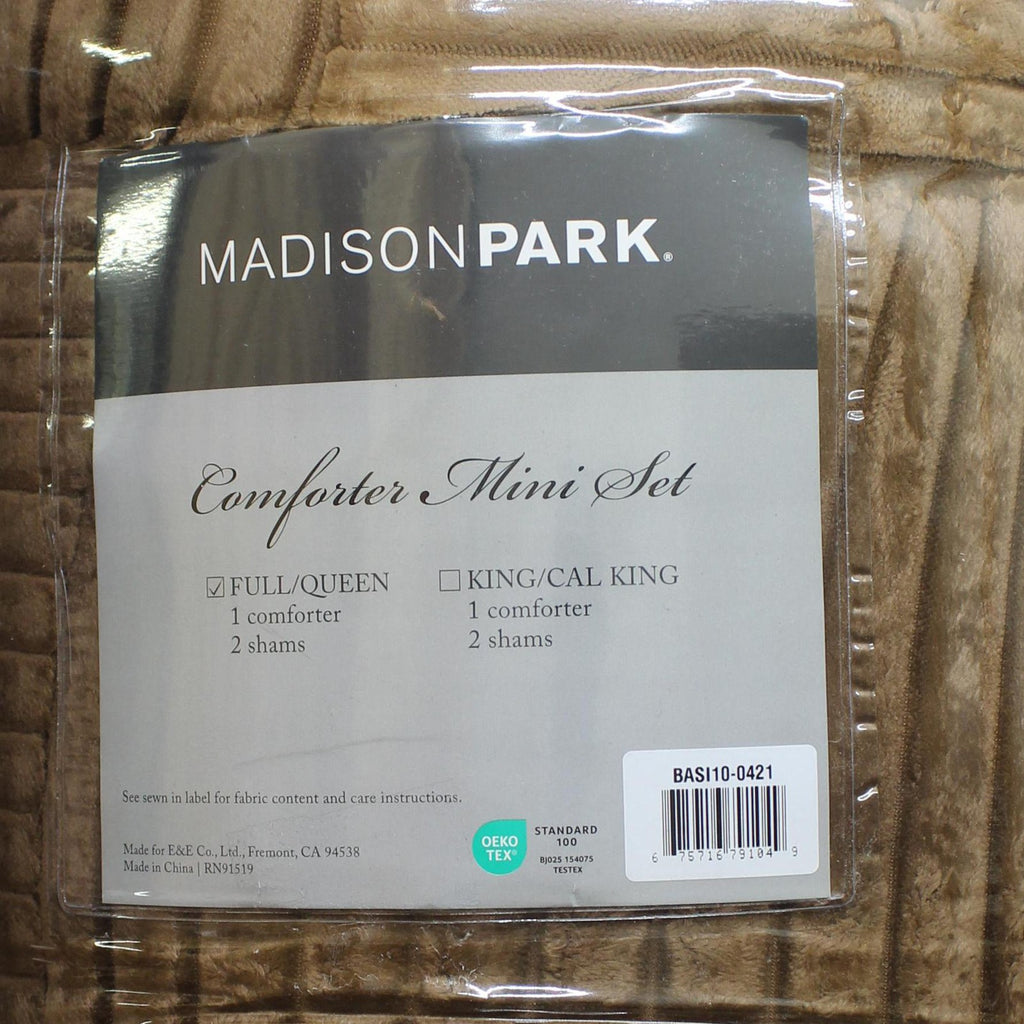 MADISONPARK®
Comforter Mini Set
☑ FULL/QUEEN
1 comforter
2 shams
☐ KING/CAL KING
1 comforter
2 shams
See sewn in label for fabric content and care instructions.
Made for E&E Co., Ltd., Fremont, CA 94538
Made in China | RN91519
OEKO
TEX®
STANDARD
100
BJ025 154075
TESTEX
BASI10-0421
6 75716 79104 9